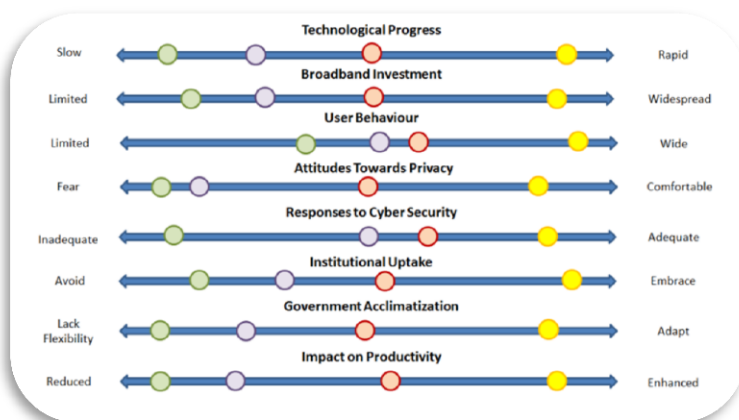 Technological Progress
Slow
Rapid
Broadband Investment
Limited
Widespread
User Behaviour
Limited
Wide
Attitudes Towards Privacy
Fear
Comfortable
Responses to Cyber Security
Inadequate
Adequate
Institutional Uptake
Avoid
Embrace
Government Acclimatization
Lack
Flexibility
Adapt
Impact on Productivity
Reduced
Enhanced